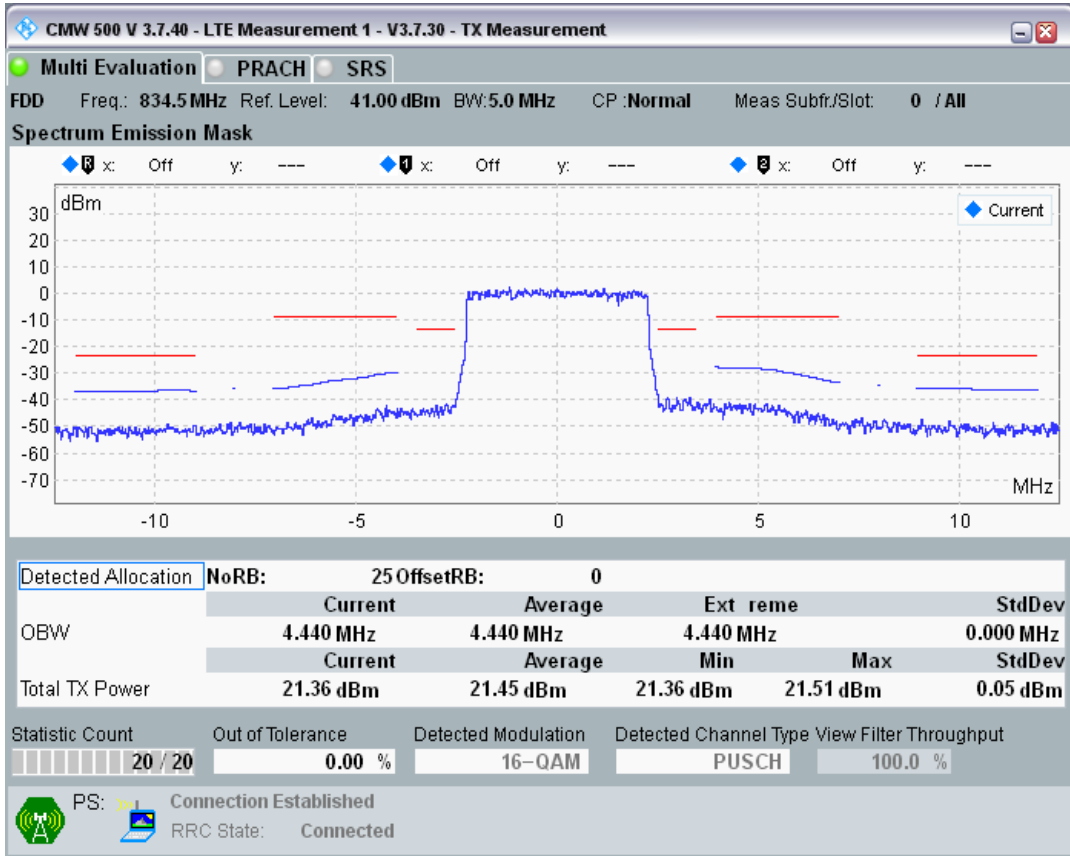 CMW 500 V 3.7.40 - LTE Measurement 1 - V3.7.30 - TX Measurement
Multi Evaluation PRACH SRS
FDD Freq.: 834.5 MHz Ref. Level: 41.00 dBm BW: 5.0 MHz CP : Normal Meas Subfr./Slot: 0 / All
Spectrum Emission Mask
R x: Off y: --- 1 x: Off y: --- 2 x: Off y: ---
dBm
Current
30
20
10
0
-10
-20
-30
-40
-50
-60
-70
MHz
-10 -5 0 5 10
Detected Allocation NoRB: 25 OffsetRB: 0
Current Average Ext reme StdDev
OBW 4.440 MHz 4.440 MHz 4.440 MHz 0.000 MHz
Current Average Min Max StdDev
Total TX Power 21.36 dBm 21.45 dBm 21.36 dBm 21.51 dBm 0.05 dBm
Statistic Count Out of Tolerance Detected Modulation Detected Channel Type View Filter Throughput
20 / 20 0.00 % 16-QAM PUSCH 100.0 %
PS: Connection Established
RRC State: Connected